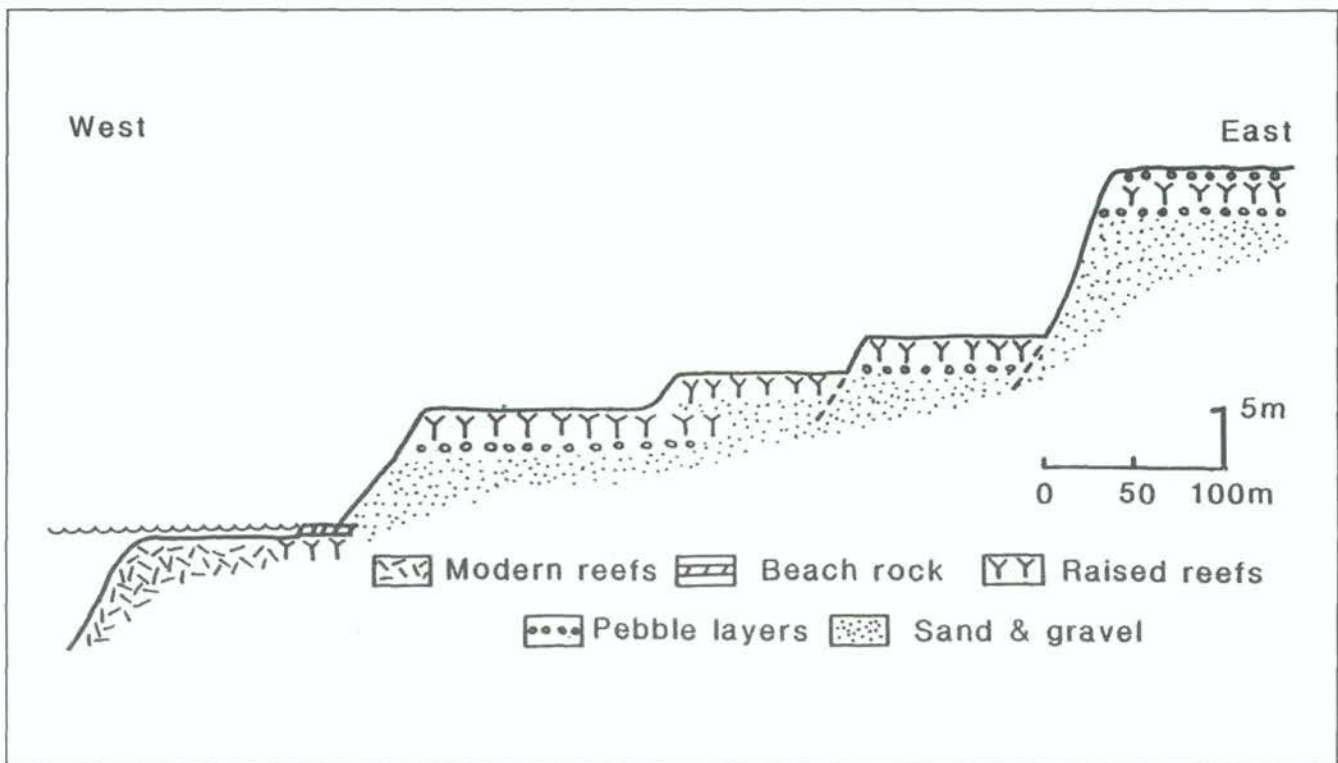 West
East
5m
0 50 100m
Modern reefs Beach rock Raised reefs
Pebble layers Sand & gravel